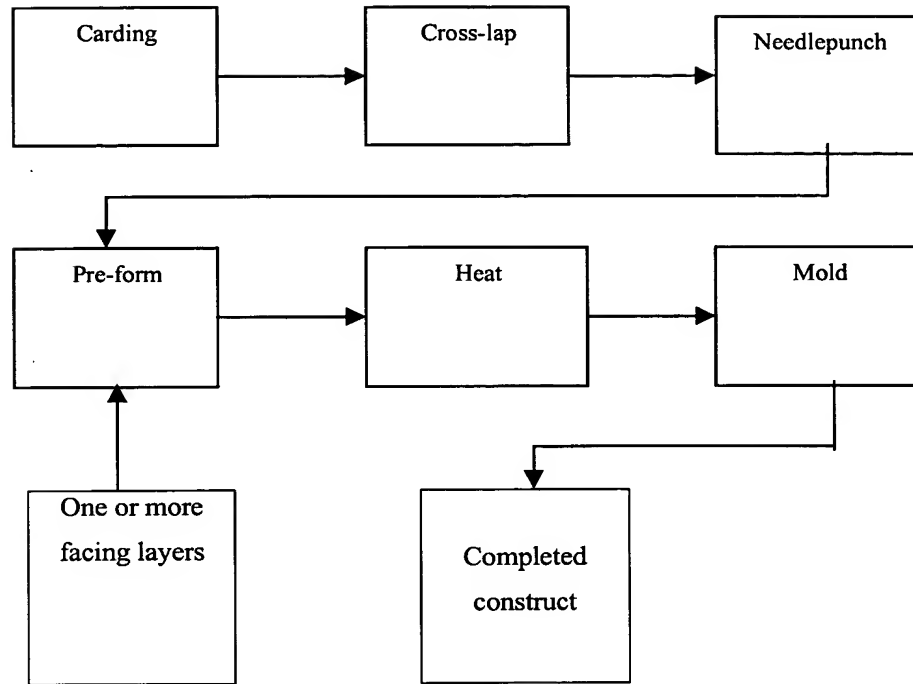 Carding
Cross-lap
Needlepunch
Pre-form
Heat
Mold
One or more
facing layers
Completed
construct